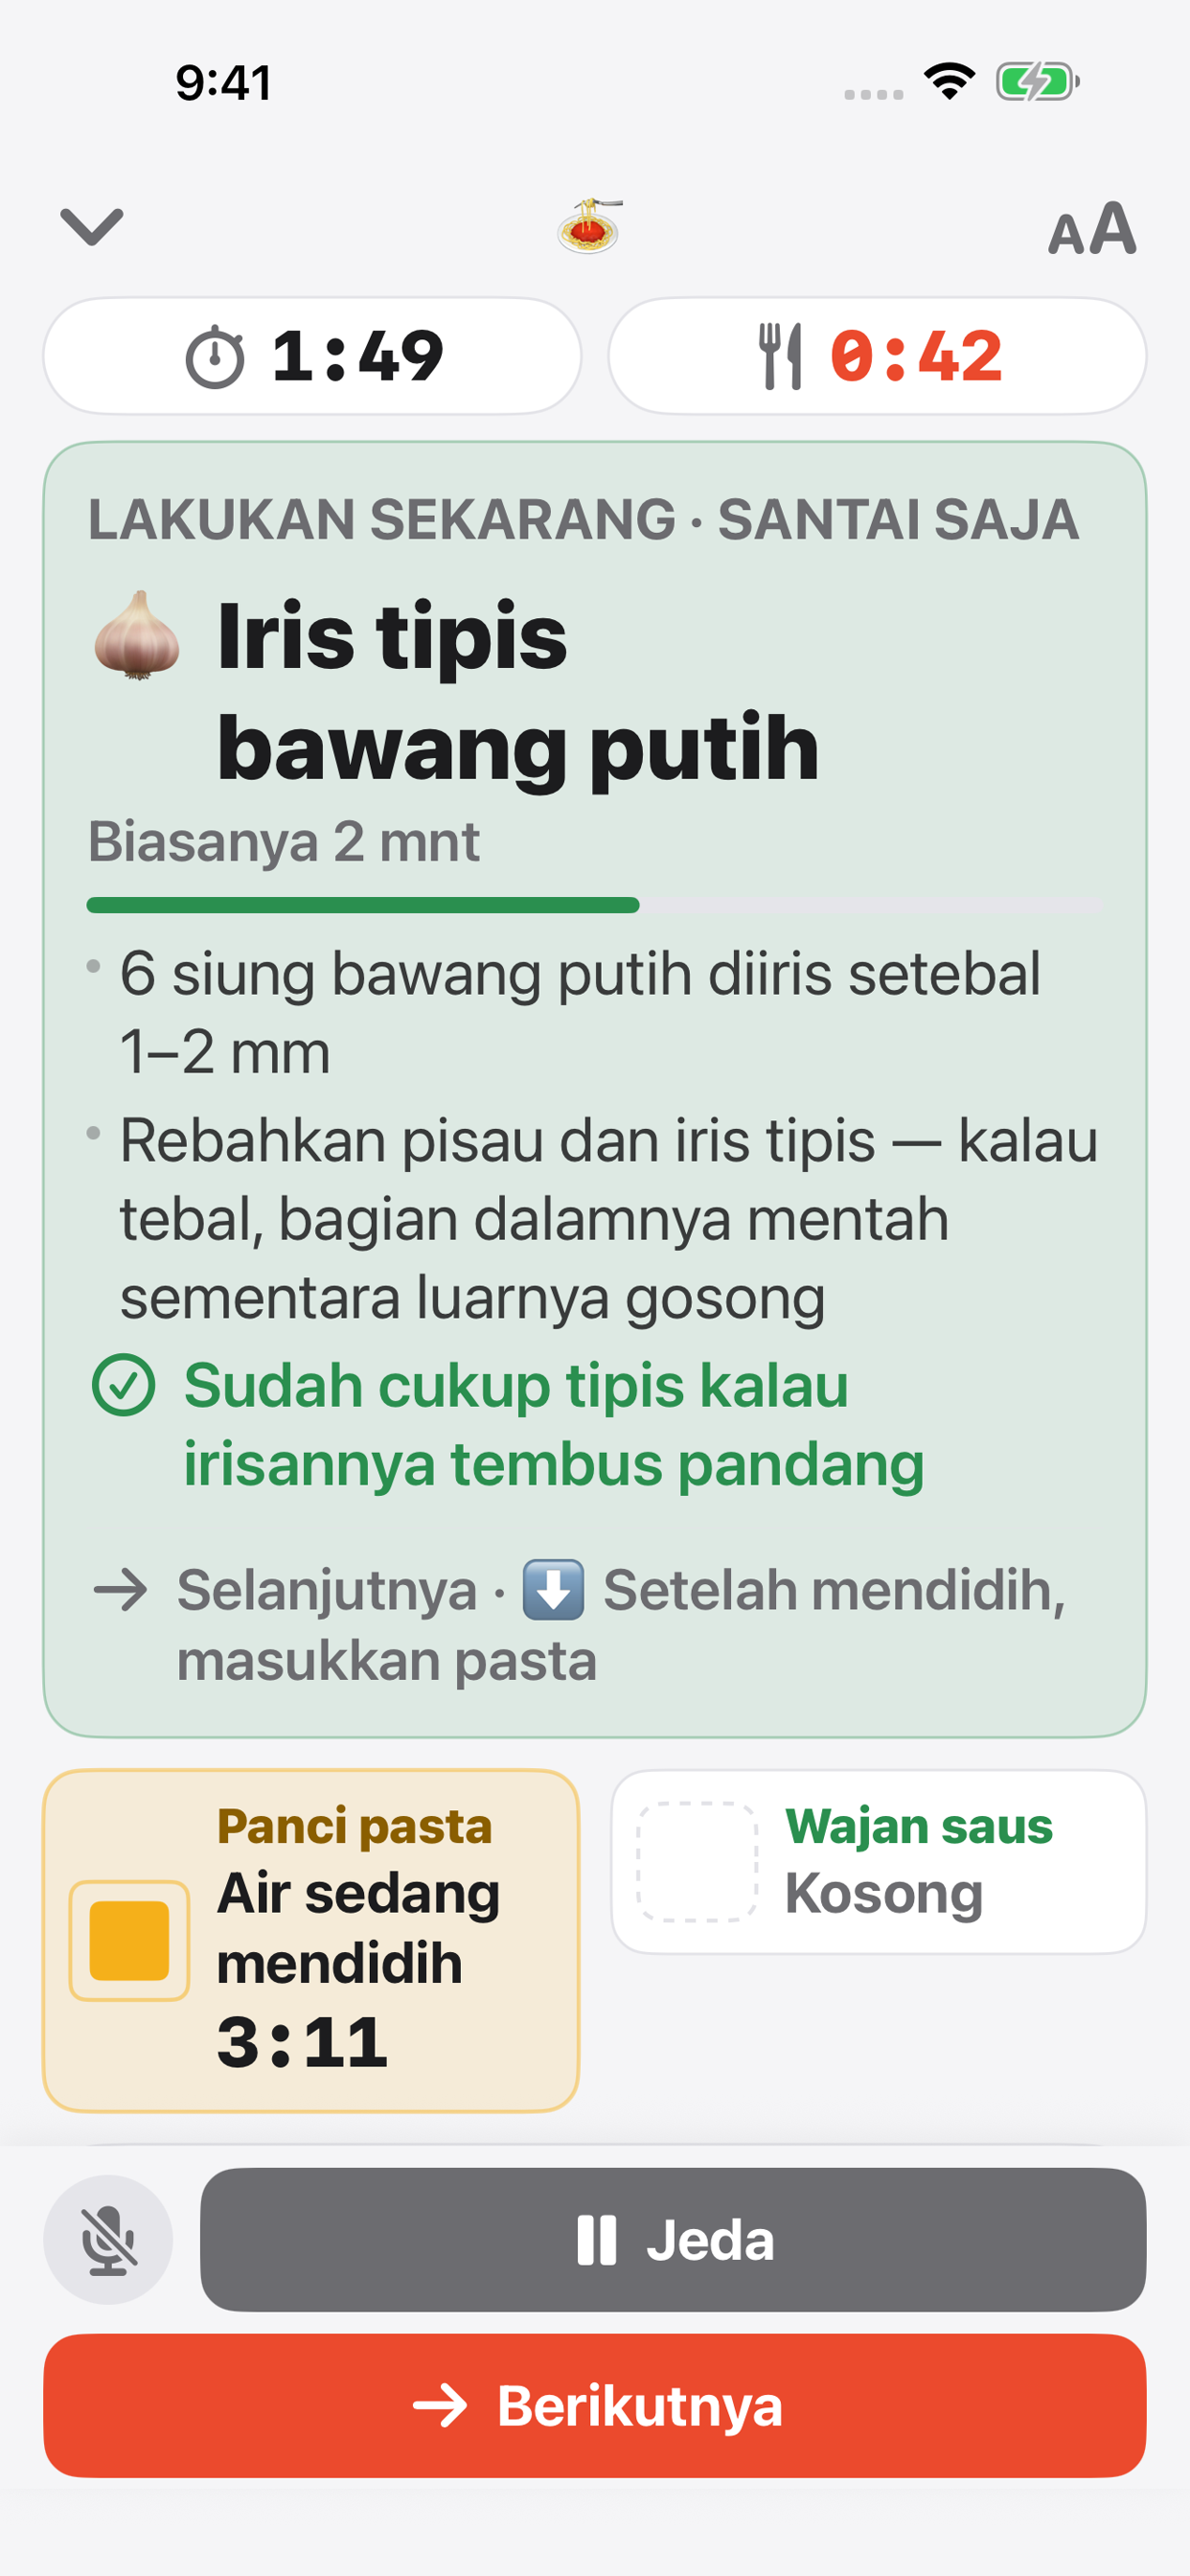 9:41
AA
1:49
0:42
LAKUKAN SEKARANG · SANTAI SAJA
Iris tipis
bawang putih
Biasanya 2 mnt
• 6 siung bawang putih diiris setebal
1–2 mm
• Rebahkan pisau dan iris tipis — kalau
tebal, bagian dalamnya mentah
sementara luarnya gosong
Sudah cukup tipis kalau
irisannya tembus pandang
→ Selanjutnya · ⬇️ Setelah mendidih,
masukkan pasta
Panci pasta
Air sedang
mendidih
3:11
Wajan saus
Kosong
Jeda
→ Berikutnya